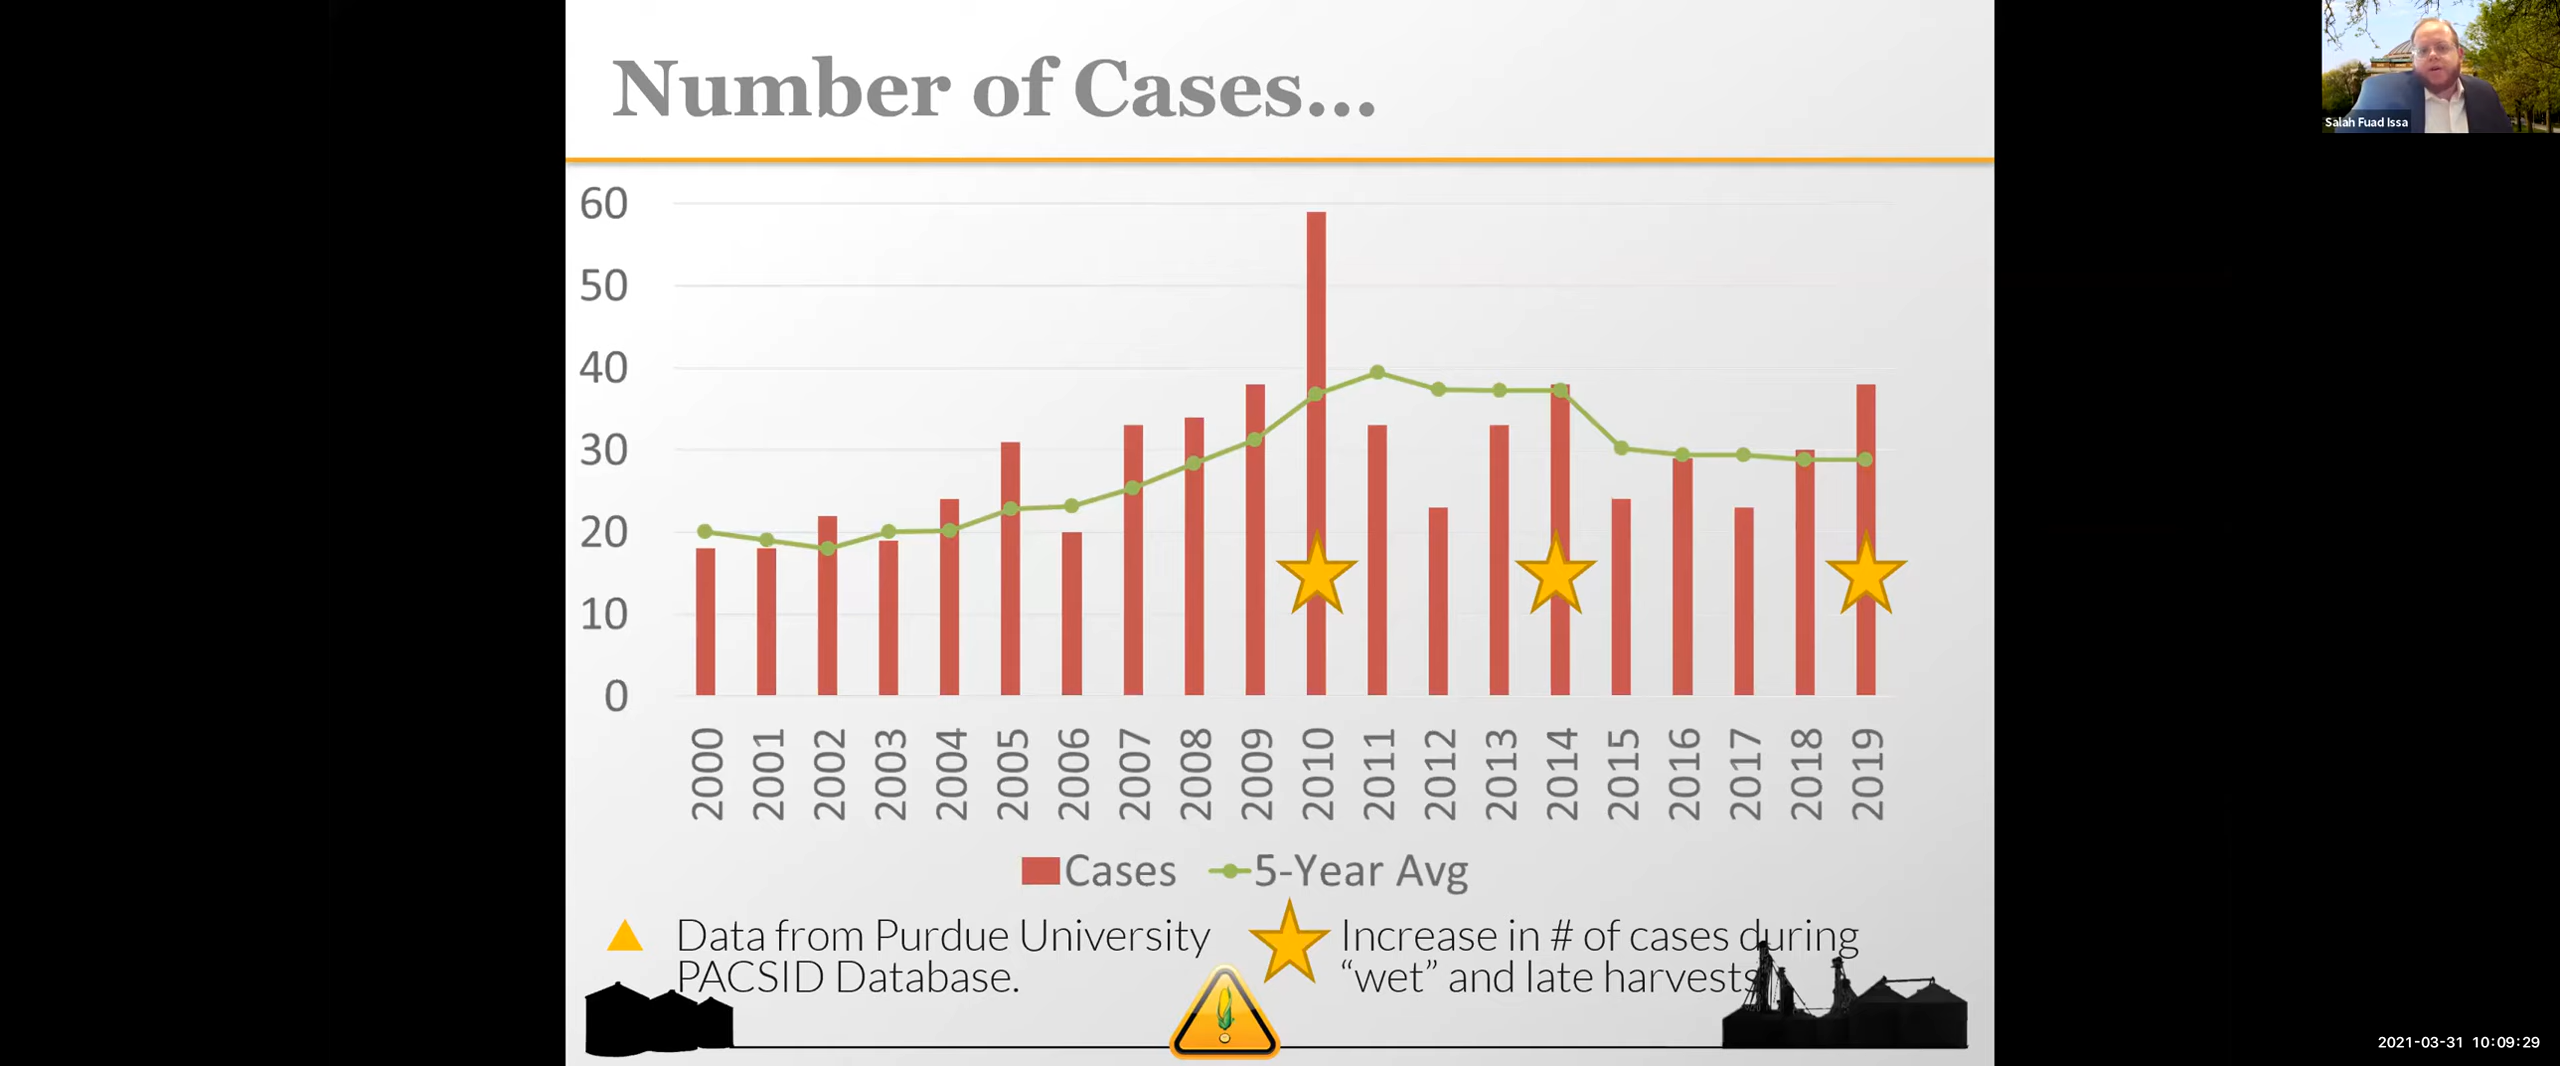 Number of Cases...
Salah Fuad Issa
60
50
40
30
20
10
0
2000 2001 2002 2003 2004 2005 2006 2007 2008 2009 2010 2011 2012 2013 2014 2015 2016 2017 2018 2019
Cases 5-Year Avg
Data from Purdue University
PACSID Database.
Increase in # of cases during
“wet” and late harvests
2021-03-31 10:09:29